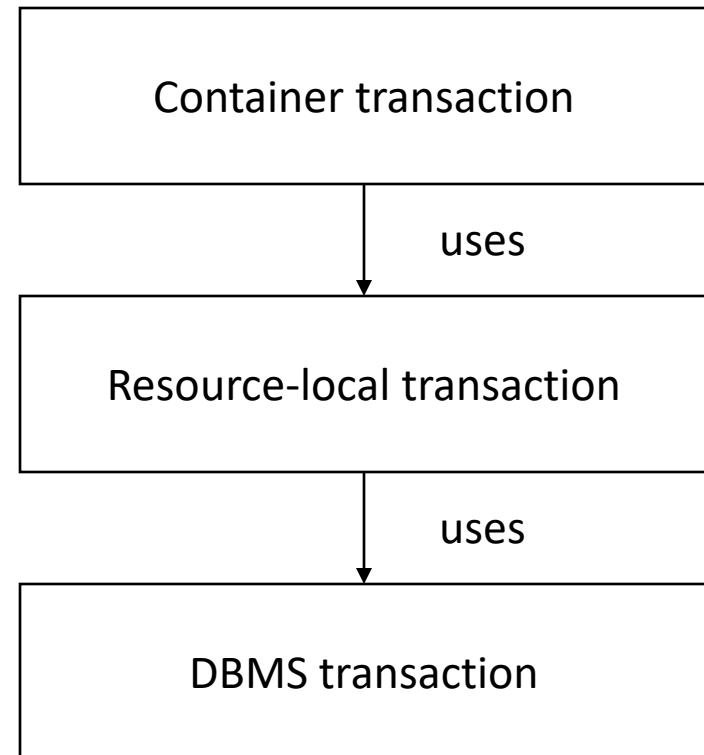 Container transaction
uses
Resource-local transaction
uses
DBMS transaction